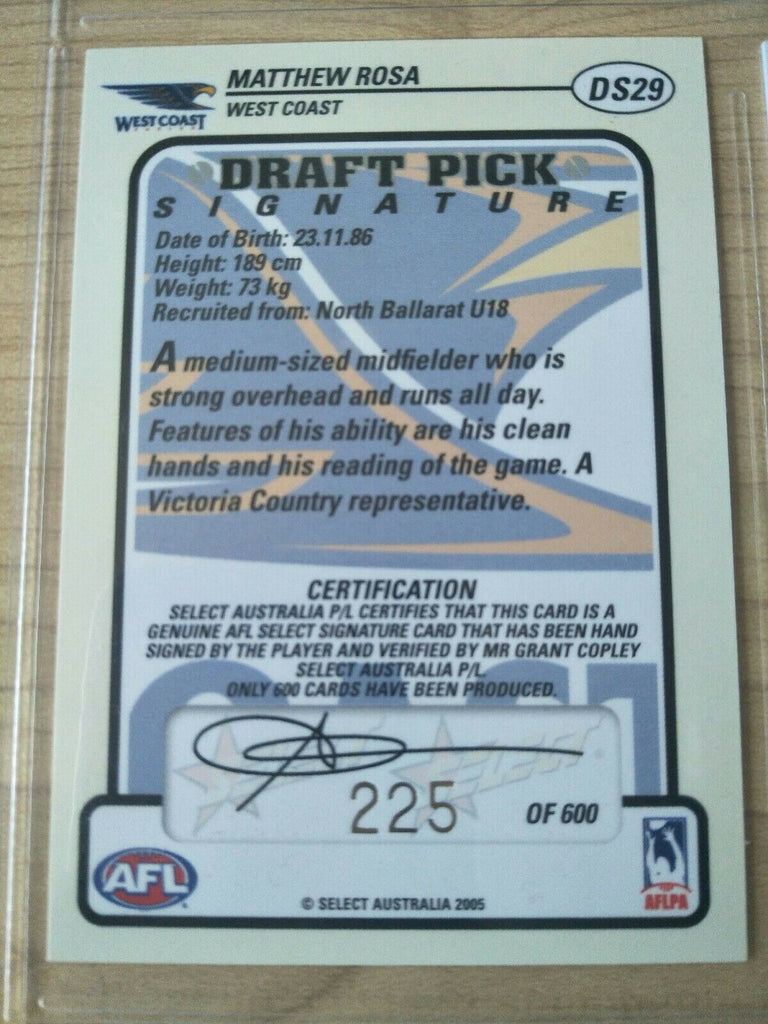 MATTHEW ROSA
DS29
WEST COAST
WEST COAST
DRAFT PICK
SIGNATURE
Date of Birth: 23.11.86
Height: 189 cm
Weight: 73 kg
Recruited from: North Ballarat U18
A medium-sized midfielder who is
strong overhead and runs all day.
Features of his ability are his clean
hands and his reading of the game. A
Victoria Country representative.
CERTIFICATION
SELECT AUSTRALIA P/L CERTIFIES THAT THIS CARD IS A
GENUINE AFL SELECT SIGNATURE CARD THAT HAS BEEN HAND
SIGNED BY THE PLAYER AND VERIFIED BY MR GRANT COPLEY
SELECT AUSTRALIA P/L.
ONLY 600 CARDS HAVE BEEN PRODUCED.
SELECT SELECT
225 OF 600
AFL
© SELECT AUSTRALIA 2005
AFLPA